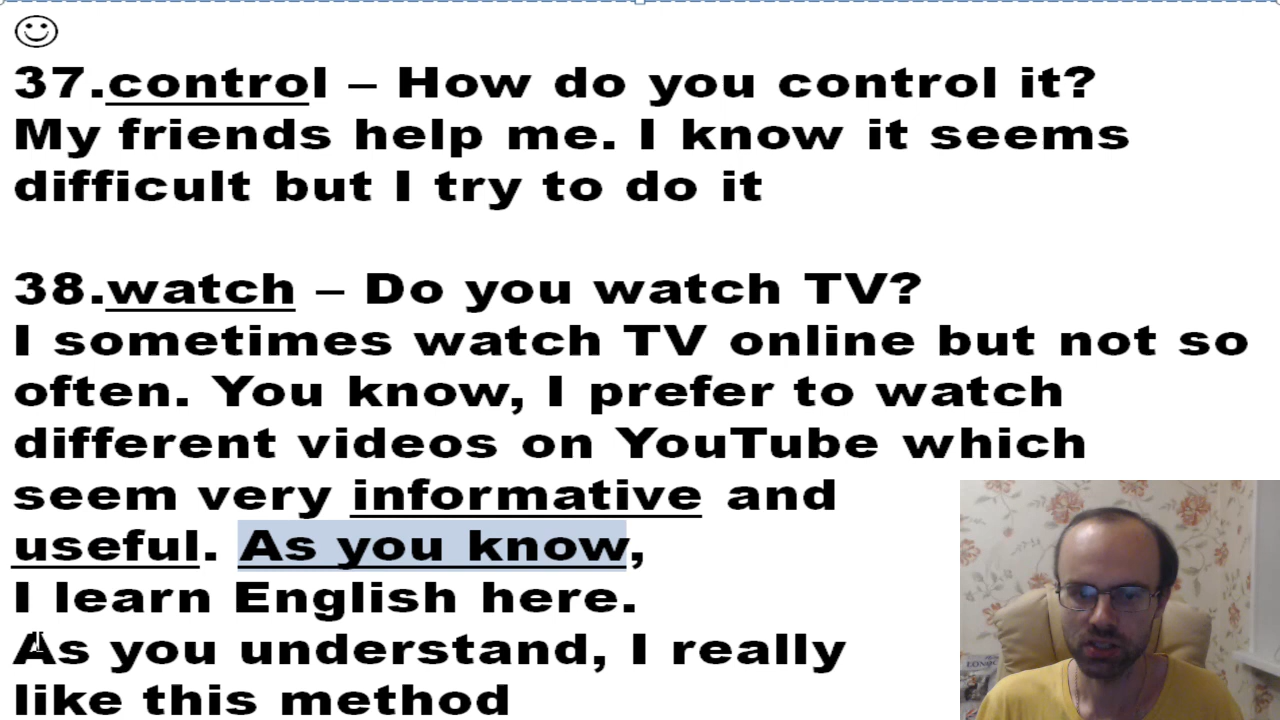 37.control – How do you control it?
My friends help me. I know it seems
difficult but I try to do it
38.watch – Do you watch TV?
I sometimes watch TV online but not so
often. You know, I prefer to watch
different videos on YouTube which
seem very informative and
useful. As you know,
I learn English here.
As you understand, I really
like this method